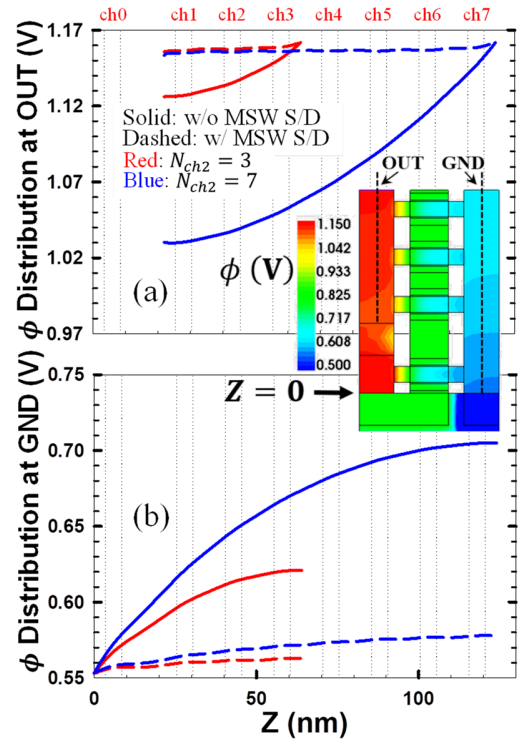 ch0 ch1 ch2 ch3 ch4 ch5 ch6 ch7
ϕ Distribution at OUT (V)
1.17
1.12
1.07
1.02
0.97
Solid: w/o MSW S/D
Dashed: w/ MSW S/D
Red: N_ch2 = 3
Blue: N_ch2 = 7
(a)
OUT GND
ϕ (V)
1.150
1.042
0.933
0.825
0.717
0.608
0.500
Z = 0
ϕ Distribution at GND (V)
0.75
0.70
0.65
0.60
0.55
(b)
0 50 100
Z (nm)